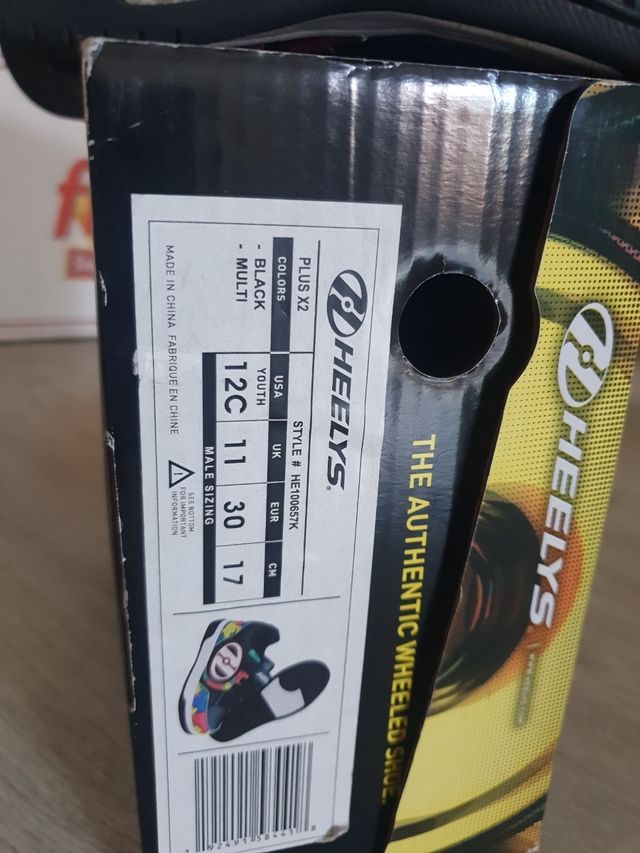 HEELYS®
PLUS X2
STYLE # HE100657K
COLORS
- BLACK
- MULTI
USA UK EUR CM
YOUTH
12C 11 30 17
MALE SIZING
MADE IN CHINA FABRIQUE EN CHINE
SEE BOTTOM
FOR IMPORTANT
INFORMATION
THE AUTHENTIC WHEELED SHOE.
HEELYS